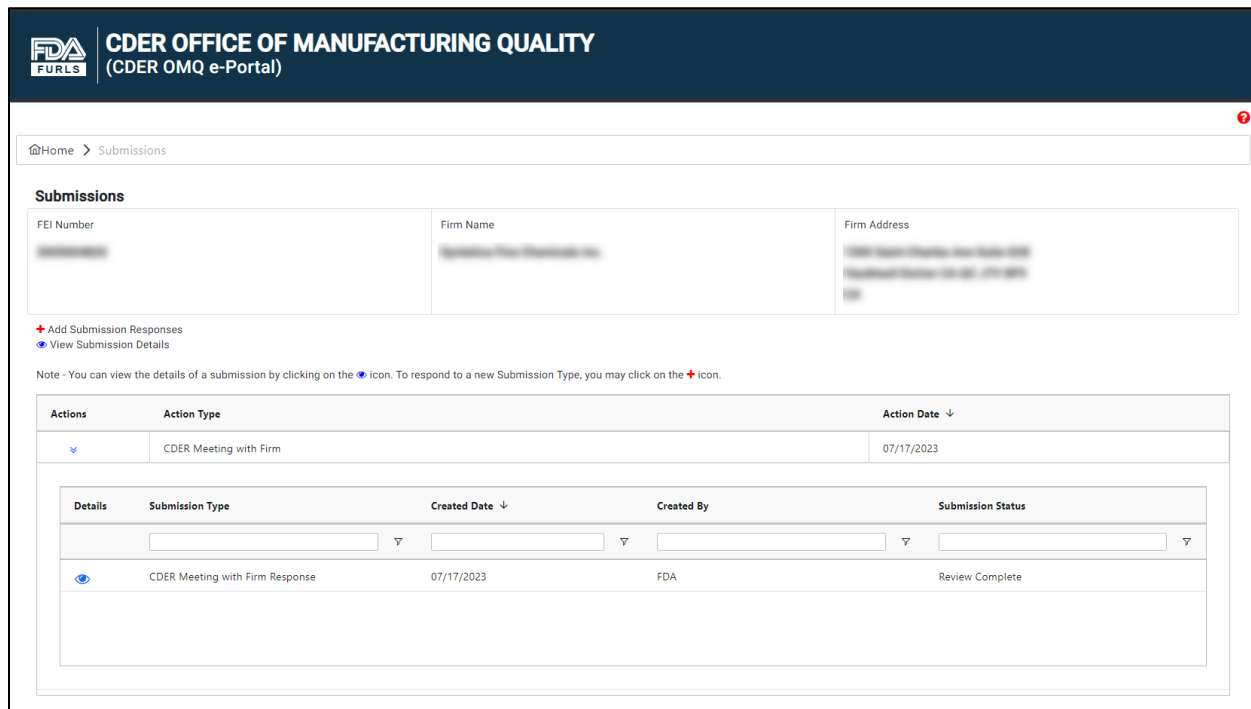 FDA
FURLS
CDER OFFICE OF MANUFACTURING QUALITY
(CDER OMQ e-Portal)
Home > Submissions
Submissions
FEI Number
Firm Name
Firm Address
+ Add Submission Responses
View Submission Details
Note - You can view the details of a submission by clicking on the icon. To respond to a new Submission Type, you may click on the + icon.
Actions Action Type Action Date ↓
CDER Meeting with Firm 07/17/2023
Details Submission Type Created Date ↓ Created By Submission Status
CDER Meeting with Firm Response 07/17/2023 FDA Review Complete